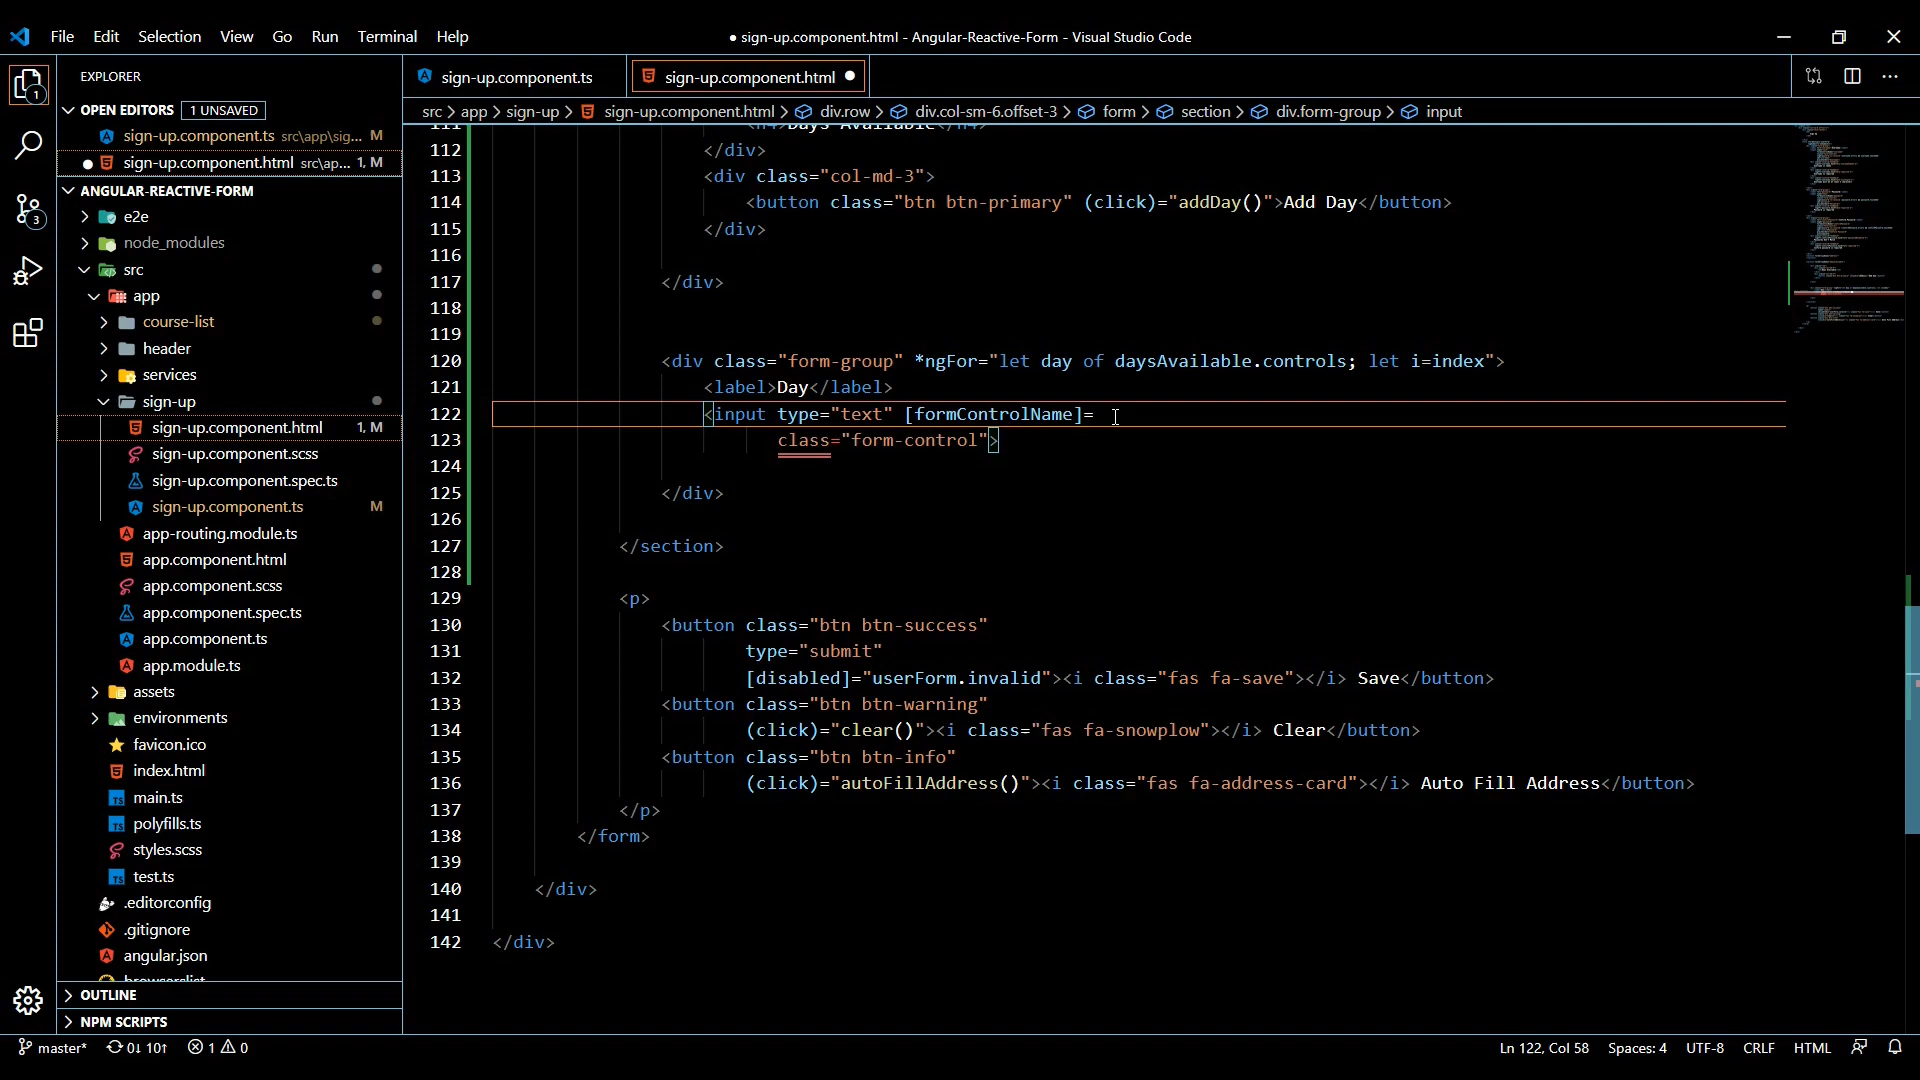 File Edit Selection View Go Run Terminal Help
● sign-up.component.html - Angular-Reactive-Form - Visual Studio Code
EXPLORER
OPEN EDITORS 1 UNSAVED
sign-up.component.ts src\app\sig... M
● sign-up.component.html src\ap... 1, M
ANGULAR-REACTIVE-FORM
e2e
node_modules
src
app
course-list
header
services
sign-up
sign-up.component.html 1, M
sign-up.component.scss
sign-up.component.spec.ts
sign-up.component.ts M
app-routing.module.ts
app.component.html
app.component.scss
app.component.spec.ts
app.component.ts
app.module.ts
assets
environments
favicon.ico
index.html
main.ts
polyfills.ts
styles.scss
test.ts
.editorconfig
.gitignore
angular.json
browserslist
OUTLINE
NPM SCRIPTS
1
3
sign-up.component.ts
sign-up.component.html ●
src > app > sign-up > sign-up.component.html > div.row > div.col-sm-6.offset-3 > form > section > div.form-group > input
111 <h4>Days Available</h4>
112 </div>
113 <div class="col-md-3">
114 <button class="btn btn-primary" (click)="addDay()">Add Day</button>
115 </div>
116
117 </div>
118
119
120 <div class="form-group" *ngFor="let day of daysAvailable.controls; let i=index">
121 <label>Day</label>
122 <input type="text" [formControlName]=
123 class="form-control">
124
125 </div>
126
127 </section>
128
129 <p>
130 <button class="btn btn-success"
131 type="submit"
132 [disabled]="userForm.invalid"><i class="fas fa-save"></i> Save</button>
133 <button class="btn btn-warning"
134 (click)="clear()"><i class="fas fa-snowplow"></i> Clear</button>
135 <button class="btn btn-info"
136 (click)="autoFillAddress()"><i class="fas fa-address-card"></i> Auto Fill Address</button>
137 </p>
138 </form>
139
140 </div>
141
142 </div>
master* 0↓ 10↑ 1 0
Ln 122, Col 58 Spaces: 4 UTF-8 CRLF HTML